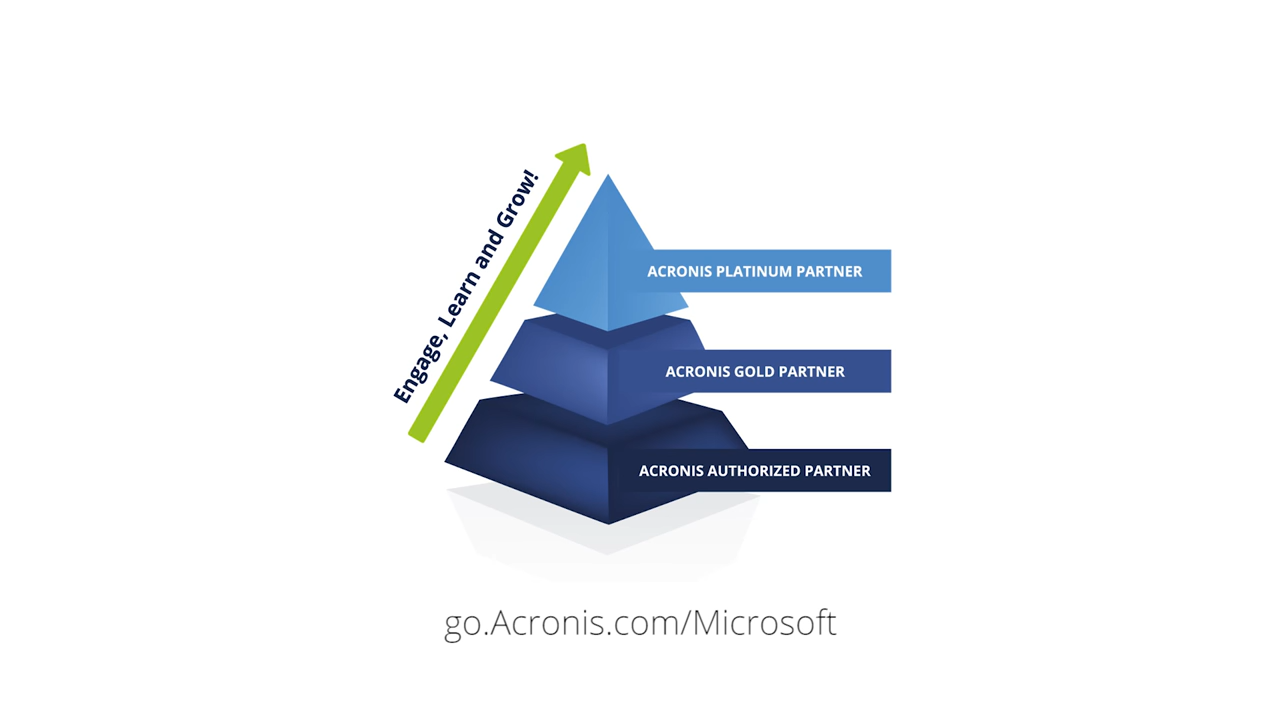 Engage, Learn and Grow!
ACRONIS PLATINUM PARTNER
ACRONIS GOLD PARTNER
ACRONIS AUTHORIZED PARTNER
go.Acronis.com/Microsoft